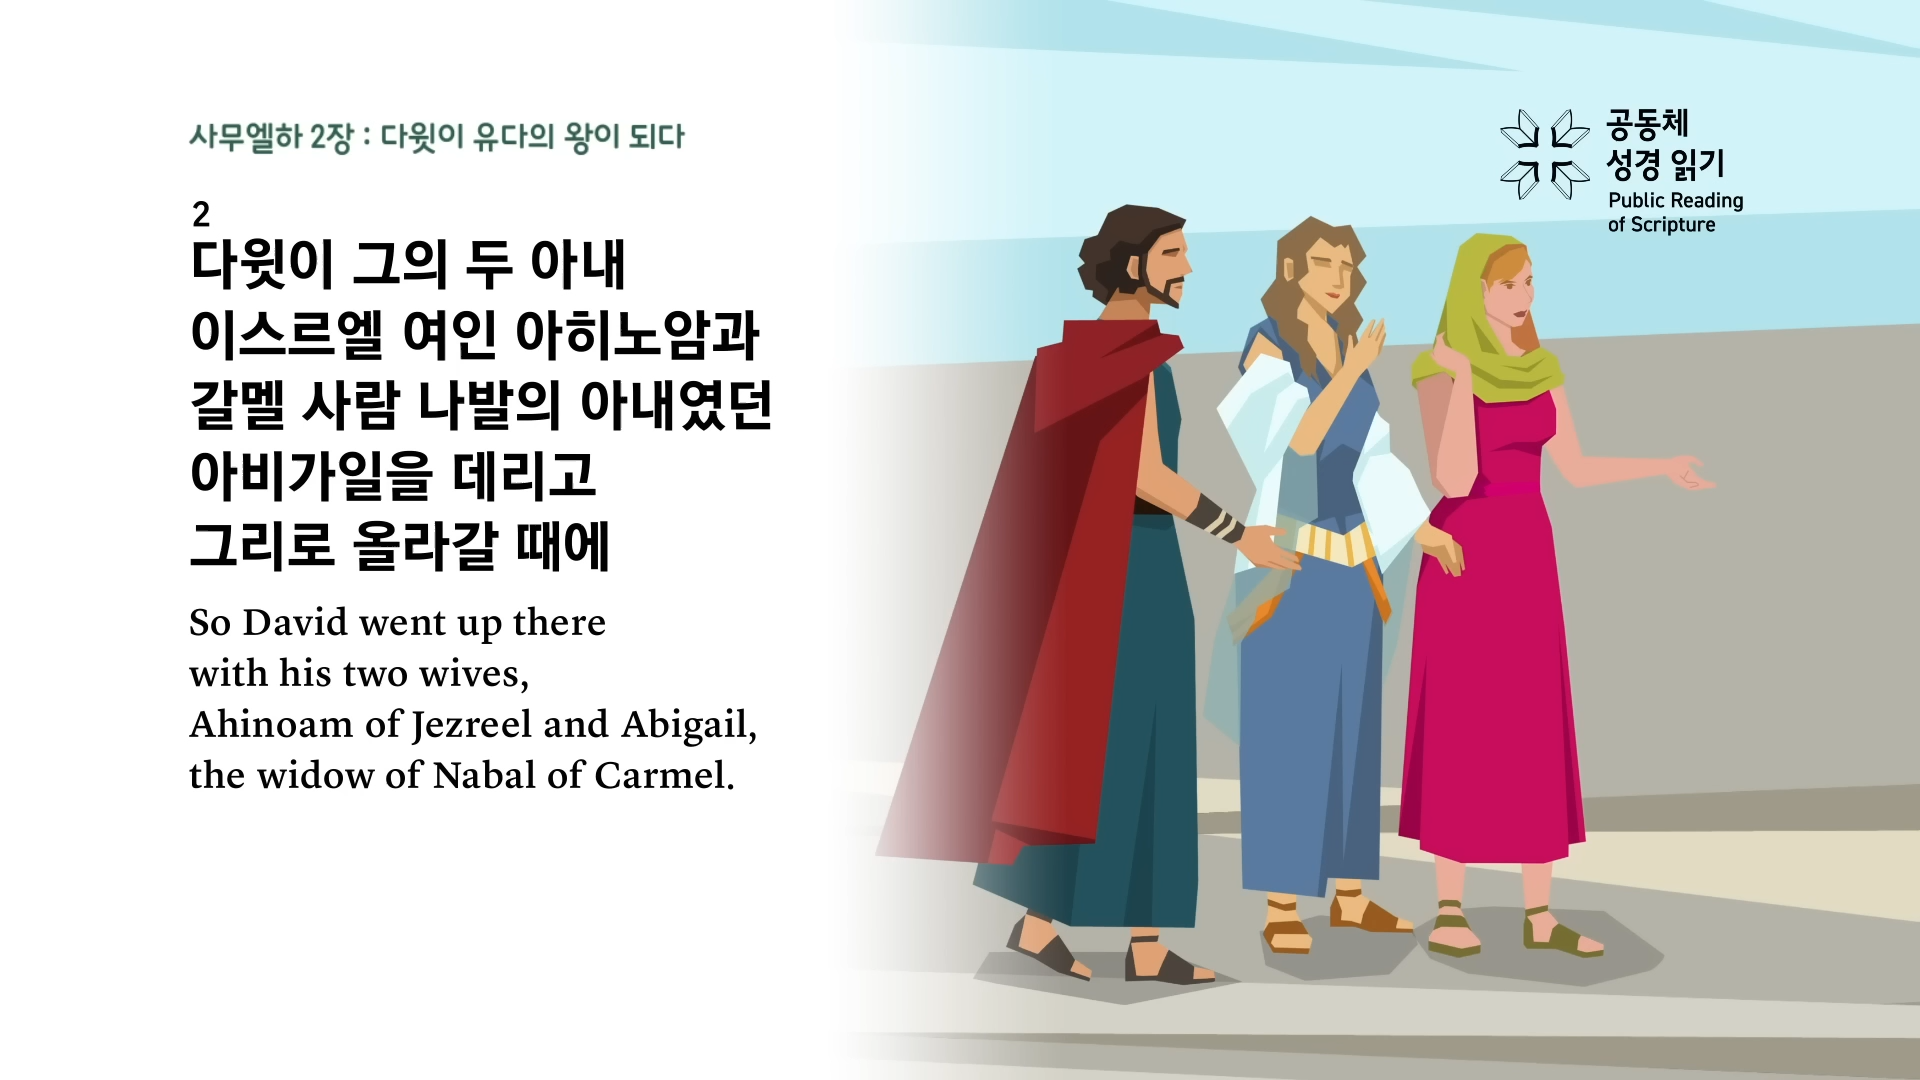 사무엘하 2장 : 다윗이 유다의 왕이 되다
2
다윗이 그의 두 아내
이스르엘 여인 아히노암과
갈멜 사람 나발의 아내였던
아비가일을 데리고
그리로 올라갈 때에
So David went up there
with his two wives,
Ahinoam of Jezreel and Abigail,
the widow of Nabal of Carmel.
공동체
성경 읽기
Public Reading
of Scripture